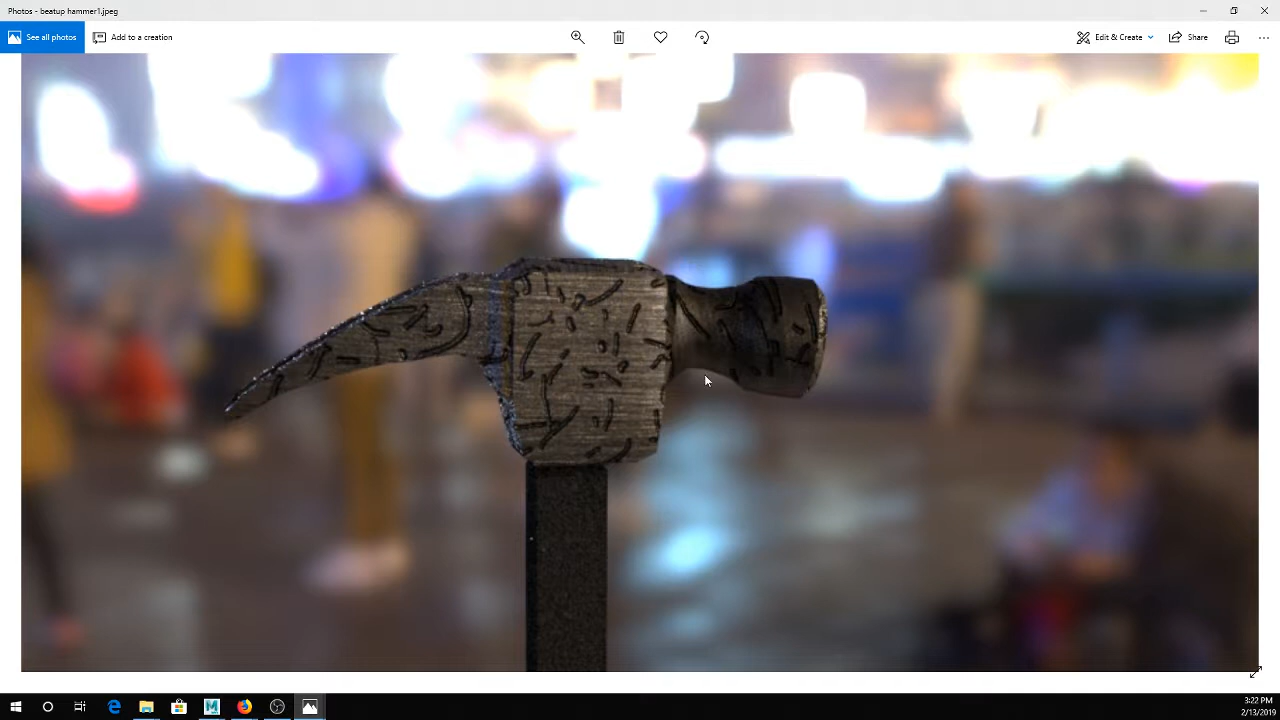 Photos - beatup hammer1.jpeg
See all photos
Add to a creation
Edit & Create
Share
3:22 PM
2/13/2019